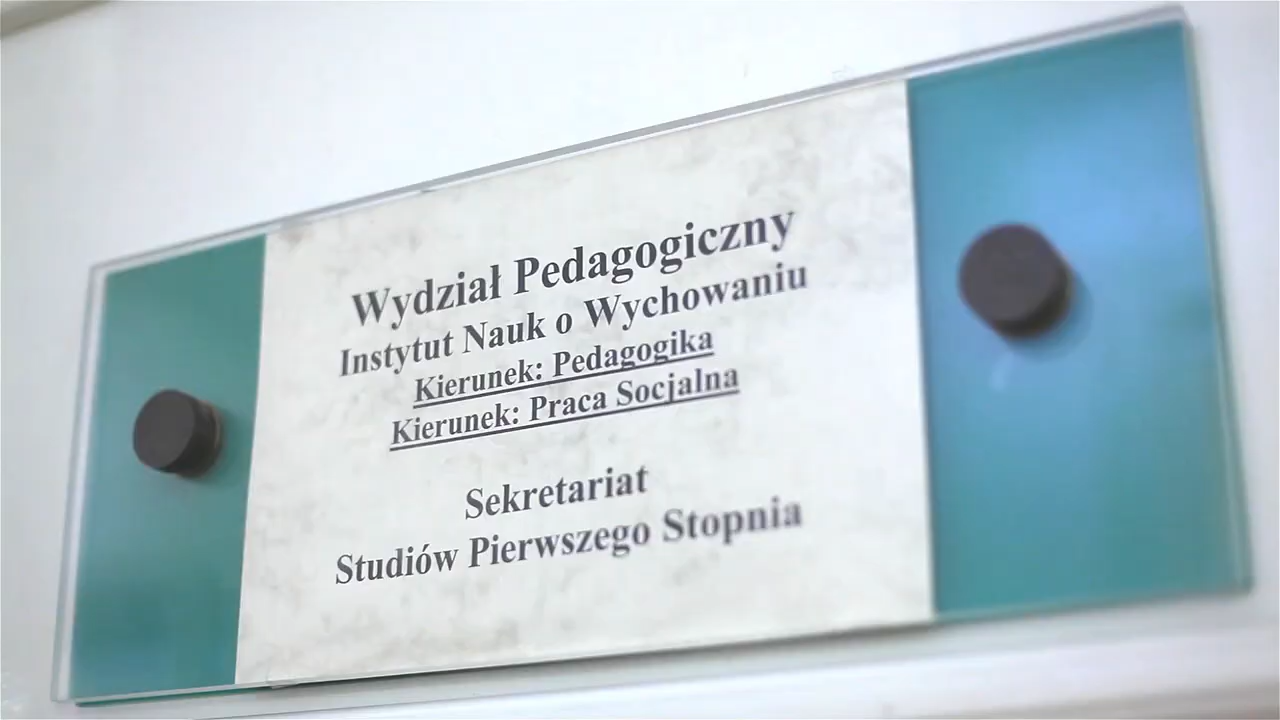 Wydział Pedagogiczny
Instytut Nauk o Wychowaniu
Kierunek: Pedagogika
Kierunek: Praca Socjalna
Sekretariat
Studiów Pierwszego Stopnia